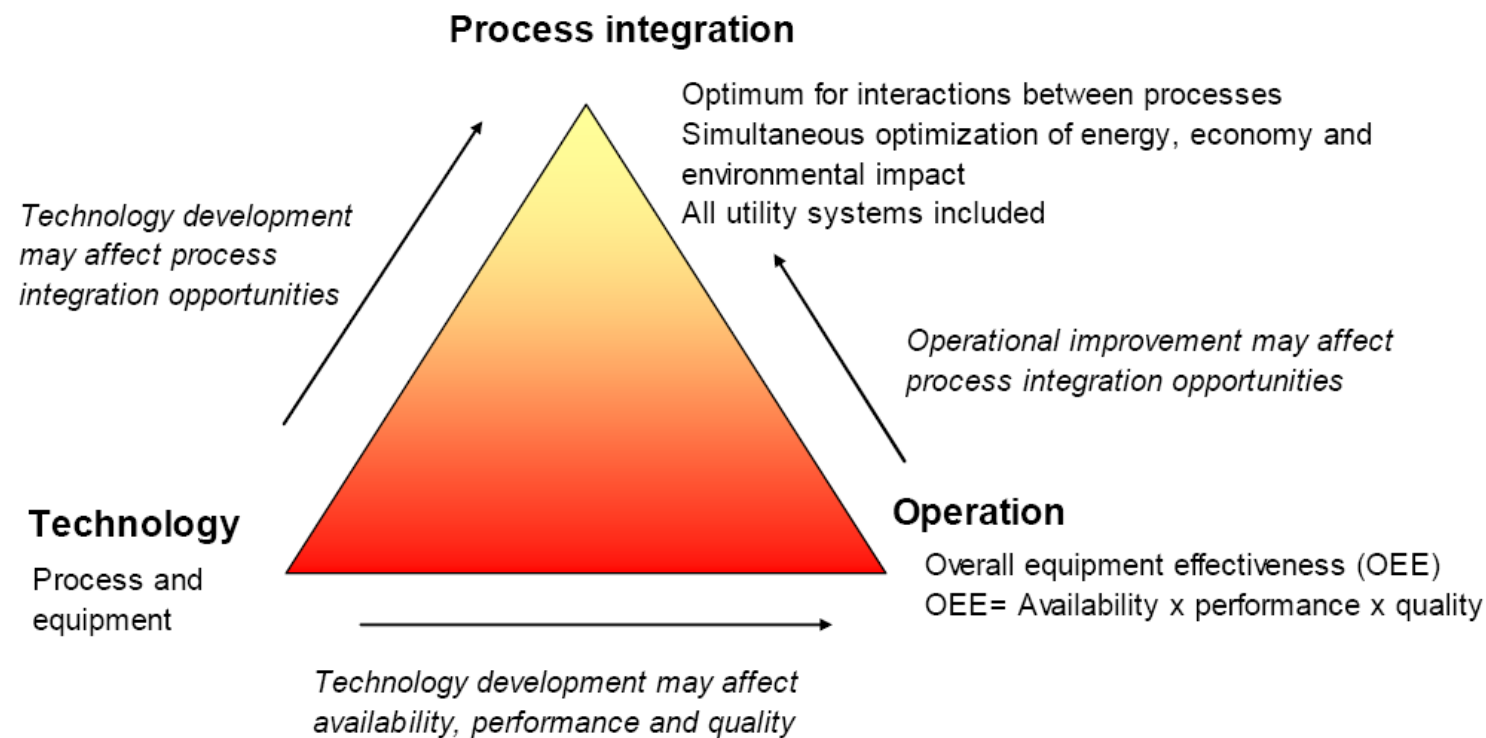 Process integration
Optimum for interactions between processes
Simultaneous optimization of energy, economy and
environmental impact
All utility systems included
Technology development
may affect process
integration opportunities
Operational improvement may affect
process integration opportunities
Technology
Process and
equipment
Operation
Overall equipment effectiveness (OEE)
OEE= Availability x performance x quality
Technology development may affect
availability, performance and quality